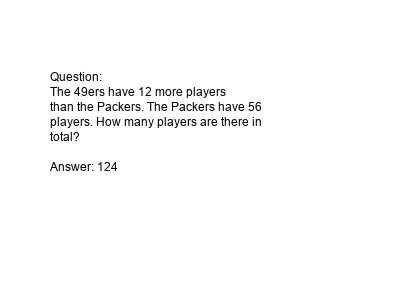 Question:
The 49ers have 12 more players
than the Packers. The Packers have 56
players. How many players are there in
total?
Answer: 124